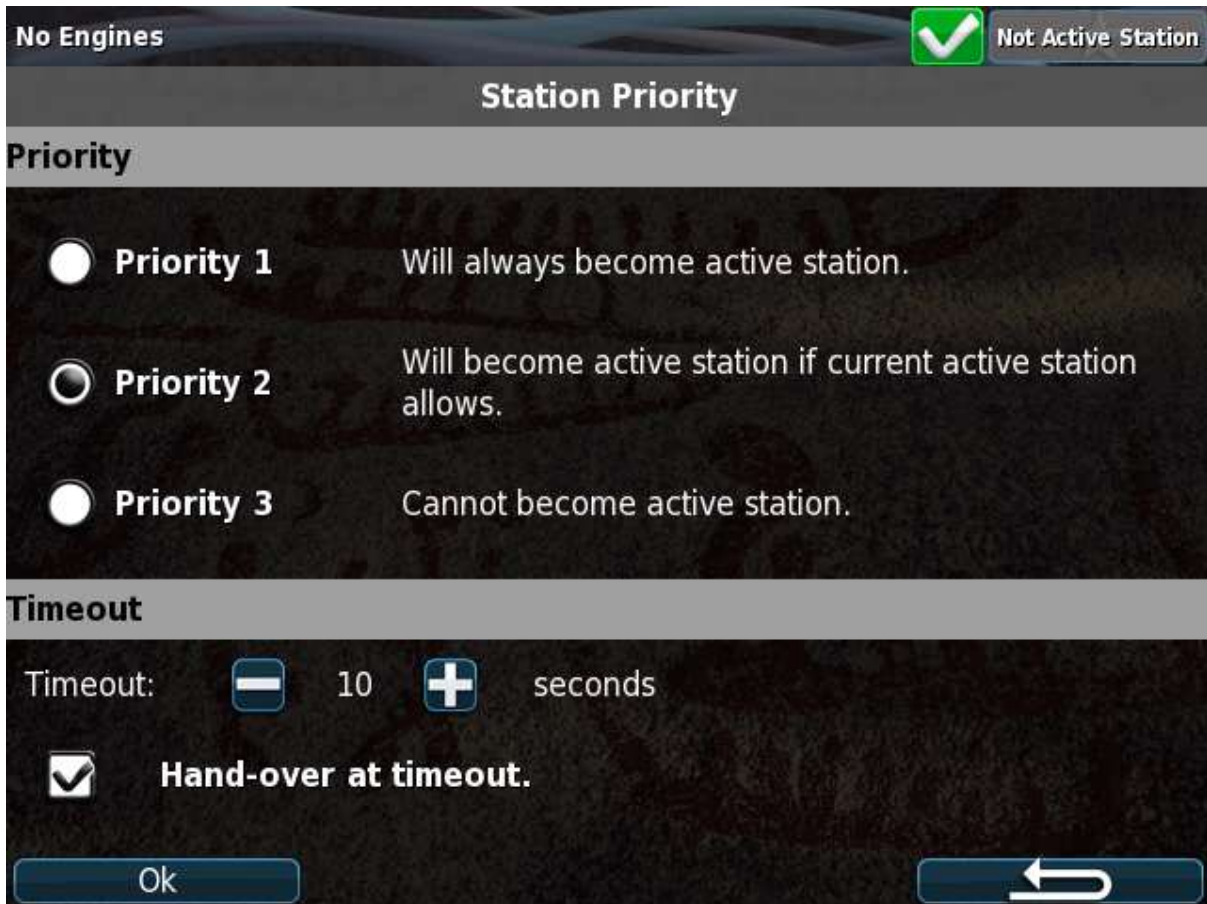 No Engines
Not Active Station
Station Priority
Priority
Priority 1
Will always become active station.
Priority 2
Will become active station if current active station
allows.
Priority 3
Cannot become active station.
Timeout
Timeout: 10 seconds
Hand-over at timeout.
Ok